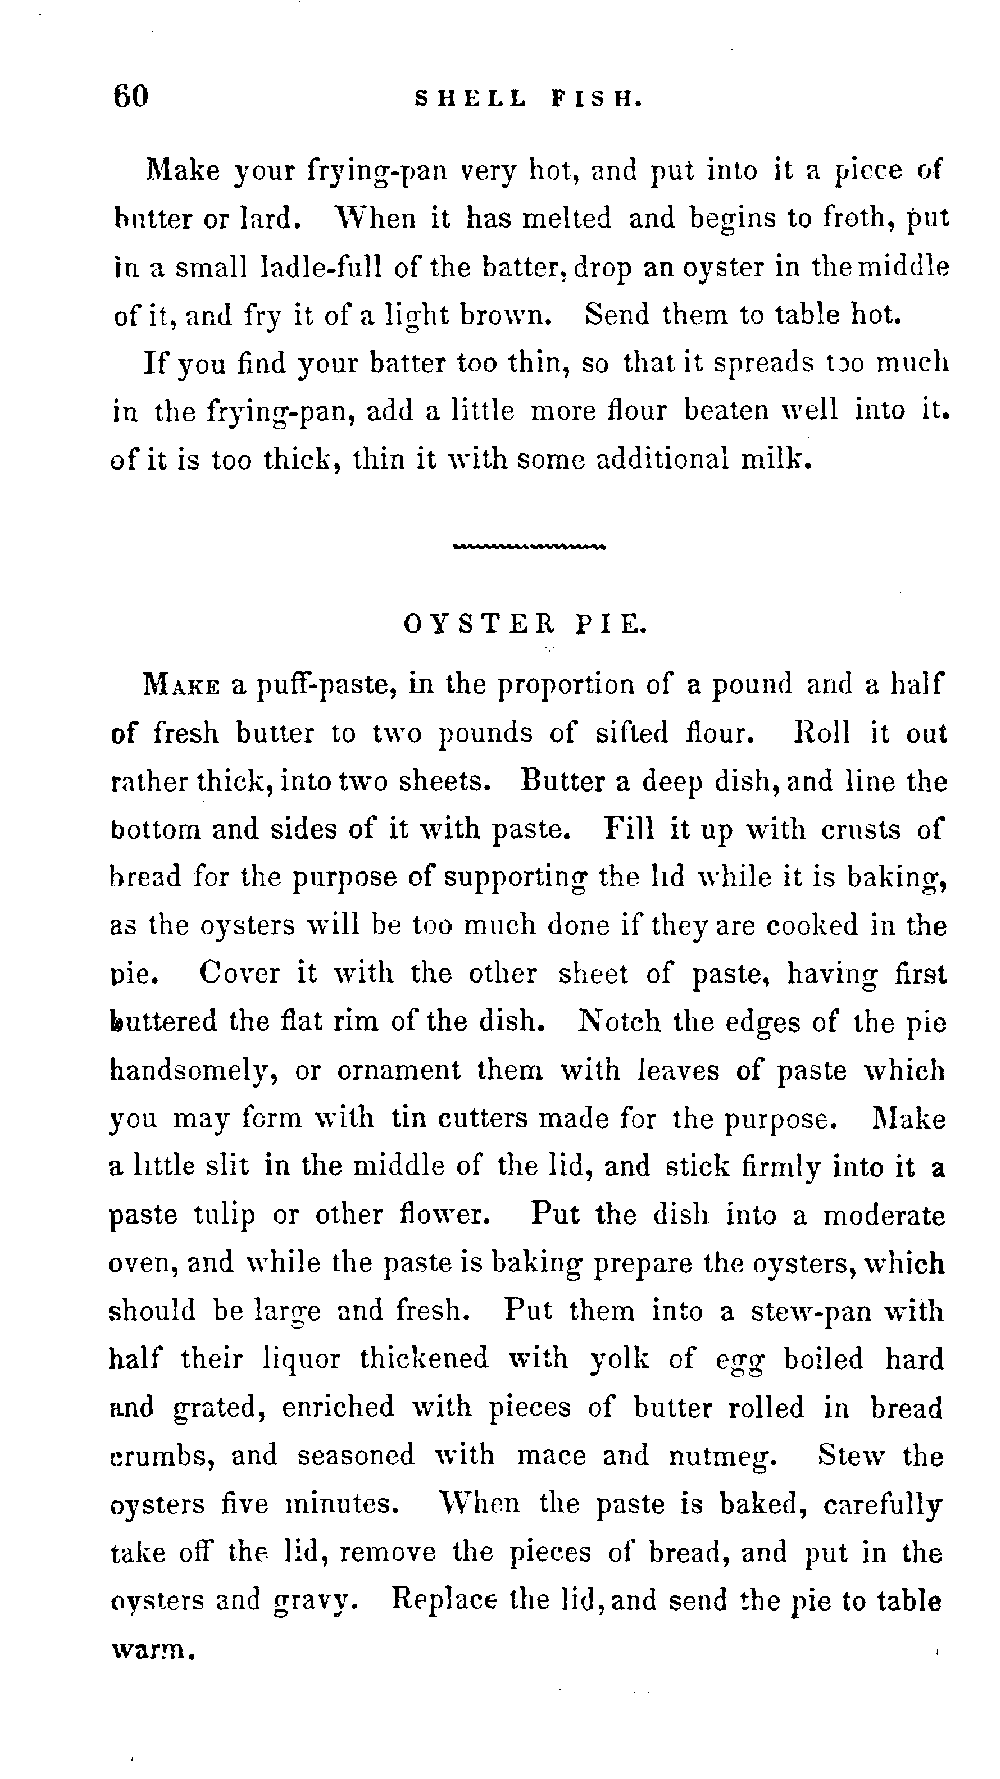 60 SHELL FISH.
Make your frying-pan very hot, and put into it a piece of
butter or lard. When it has melted and begins to froth, put
in a small ladle-full of the batter, drop an oyster in the middle
of it, and fry it of a light brown. Send them to table hot.
If you find your batter too thin, so that it spreads too much
in the frying-pan, add a little more flour beaten well into it.
of it is too thick, thin it with some additional milk.
OYSTER PIE.
MAKE a puff-paste, in the proportion of a pound and a half
of fresh butter to two pounds of sifted flour. Roll it out
rather thick, into two sheets. Butter a deep dish, and line the
bottom and sides of it with paste. Fill it up with crusts of
bread for the purpose of supporting the lid while it is baking,
as the oysters will be too much done if they are cooked in the
pie. Cover it with the other sheet of paste, having first
buttered the flat rim of the dish. Notch the edges of the pie
handsomely, or ornament them with leaves of paste which
you may form with tin cutters made for the purpose. Make
a little slit in the middle of the lid, and stick firmly into it a
paste tulip or other flower. Put the dish into a moderate
oven, and while the paste is baking prepare the oysters, which
should be large and fresh. Put them into a stew-pan with
half their liquor thickened with yolk of egg boiled hard
and grated, enriched with pieces of butter rolled in bread
crumbs, and seasoned with mace and nutmeg. Stew the
oysters five minutes. When the paste is baked, carefully
take off the lid, remove the pieces of bread, and put in the
oysters and gravy. Replace the lid, and send the pie to table
warm.